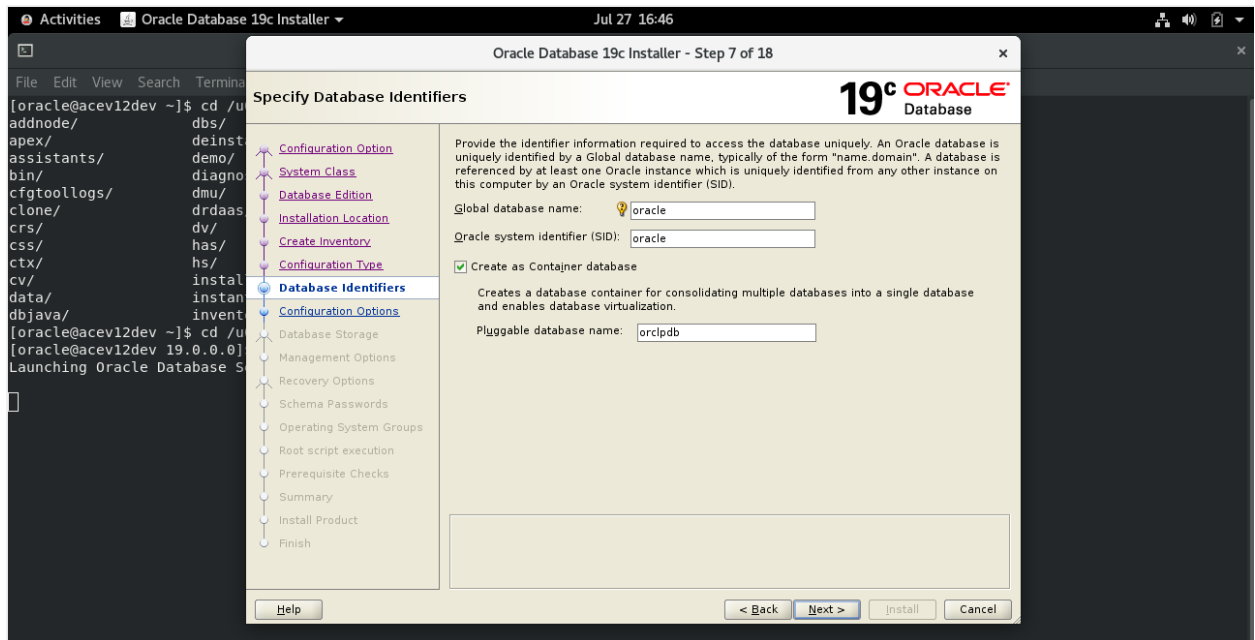 Activities Oracle Database 19c Installer Jul 27 16:46
Oracle Database 19c Installer - Step 7 of 18
File Edit View Search Termina
[oracle@acev12dev ~]$ cd /u
addnode/ dbs/
apex/ deinst
assistants/ demo/
bin/ diagno
cfgtoollogs/ dmu/
clone/ drdaas
crs/ dv/
css/ has/
ctx/ hs/
cv/ instal
data/ instan
dbjava/ invent
[oracle@acev12dev ~]$ cd /u
[oracle@acev12dev 19.0.0.0]
Launching Oracle Database S
Specify Database Identifiers
19c ORACLE
Database
Configuration Option
System Class
Database Edition
Installation Location
Create Inventory
Configuration Type
Database Identifiers
Configuration Options
Database Storage
Management Options
Recovery Options
Schema Passwords
Operating System Groups
Root script execution
Prerequisite Checks
Summary
Install Product
Finish
Provide the identifier information required to access the database uniquely. An Oracle database is
uniquely identified by a Global database name, typically of the form "name.domain". A database is
referenced by at least one Oracle instance which is uniquely identified from any other instance on
this computer by an Oracle system identifier (SID).
Global database name: oracle
Oracle system identifier (SID): oracle
Create as Container database
Creates a database container for consolidating multiple databases into a single database
and enables database virtualization.
Pluggable database name: orclpdb
Help < Back Next > Install Cancel